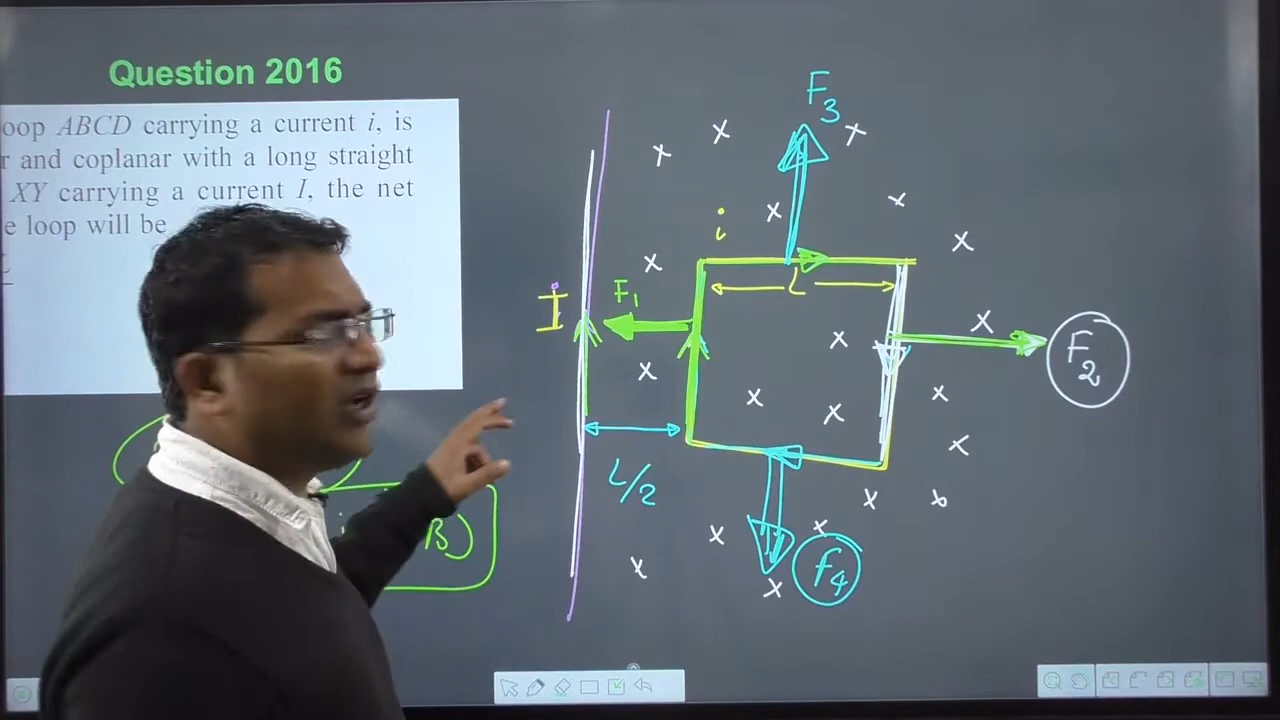 Question 2016
oop ABCD carrying a current i, is
r and coplanar with a long straight
XY carrying a current I, the net
e loop will be
F3
i
L
F1
I
F2
L/2
f4
B)